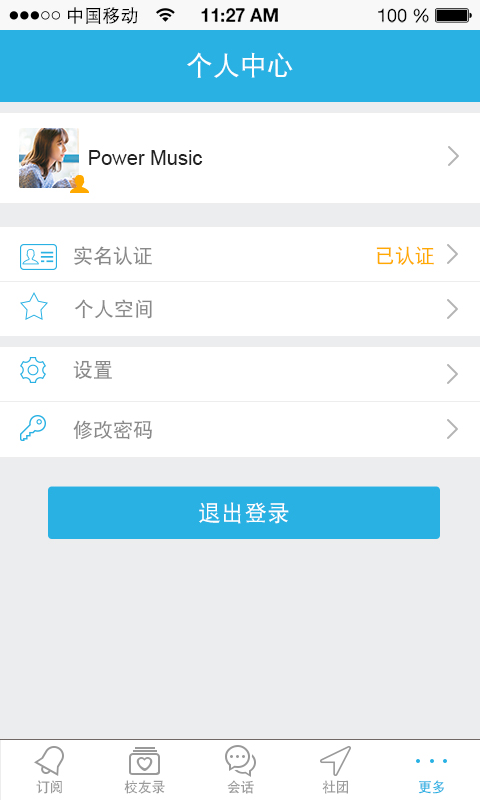 中国移动 11:27 AM 100 %
个人中心
Power Music
实名认证 已认证
个人空间
设置
修改密码
退出登录
订阅 校友录 会话 社团 更多